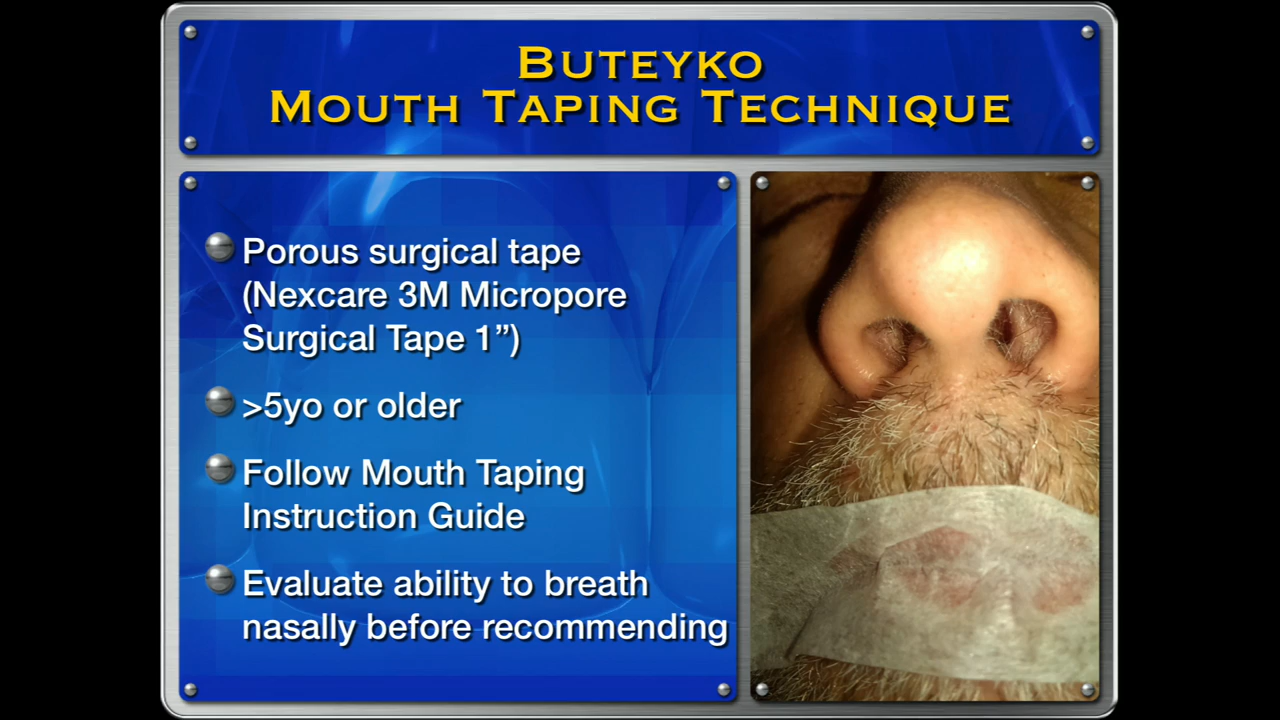 BUTEYKO
MOUTH TAPING TECHNIQUE
Porous surgical tape
(Nexcare 3M Micropore
Surgical Tape 1”)
>5yo or older
Follow Mouth Taping
Instruction Guide
Evaluate ability to breath
nasally before recommending